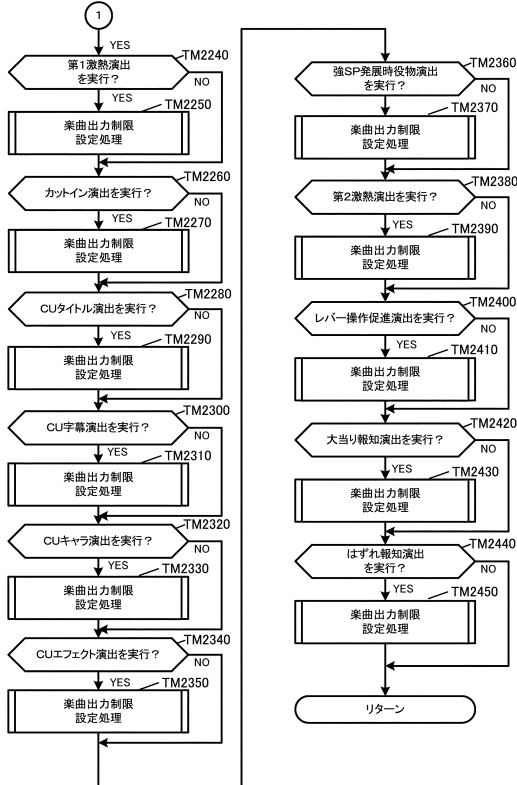 1
YES
TM2240
第1激熱演出
を実行？
NO
YES
TM2250
楽曲出力制限
設定処理
TM2260
カットイン演出を実行？
NO
YES
TM2270
楽曲出力制限
設定処理
TM2280
CUタイトル演出を実行？
NO
YES
TM2290
楽曲出力制限
設定処理
TM2300
CU字幕演出を実行？
NO
YES
TM2310
楽曲出力制限
設定処理
TM2320
CUキャラ演出を実行？
NO
YES
TM2330
楽曲出力制限
設定処理
TM2340
CUエフェクト演出を実行？
NO
YES
TM2350
楽曲出力制限
設定処理
TM2360
強SP発展時役物演出
を実行？
NO
YES
TM2370
楽曲出力制限
設定処理
TM2380
第2激熱演出を実行？
NO
YES
TM2390
楽曲出力制限
設定処理
TM2400
レバー操作促進演出を実行？
NO
YES
TM2410
楽曲出力制限
設定処理
TM2420
大当り報知演出を実行？
NO
YES
TM2430
楽曲出力制限
設定処理
TM2440
はずれ報知演出
を実行？
NO
YES
TM2450
楽曲出力制限
設定処理
リターン